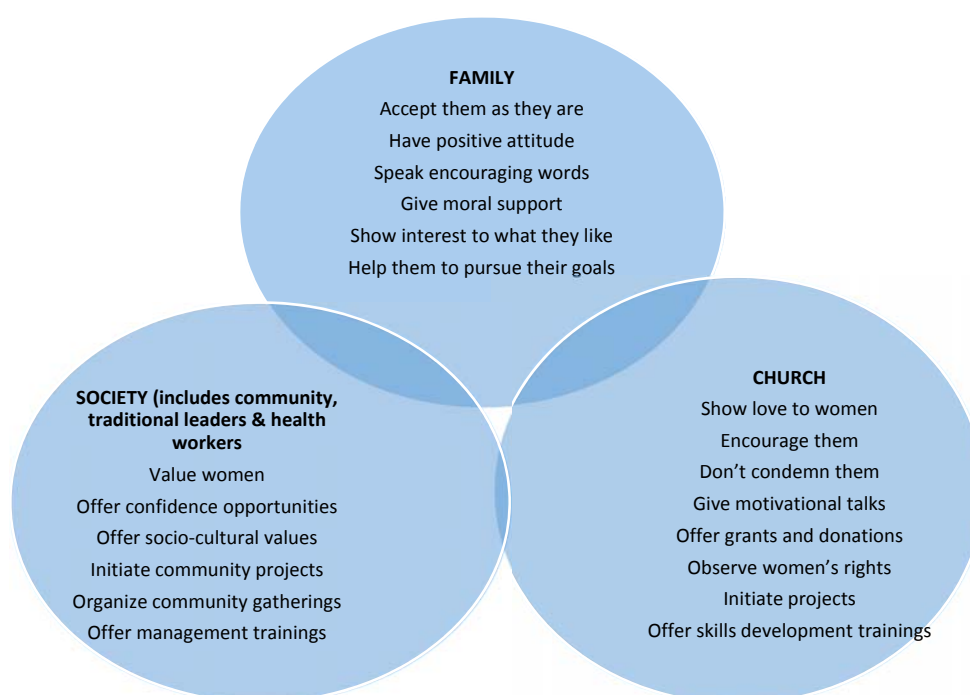 FAMILY
Accept them as they are
Have positive attitude
Speak encouraging words
Give moral support
Show interest to what they like
Help them to pursue their goals
SOCIETY (includes community,
traditional leaders & health
workers
Value women
Offer confidence opportunities
Offer socio-cultural values
Initiate community projects
Organize community gatherings
Offer management trainings
CHURCH
Show love to women
Encourage them
Don’t condemn them
Give motivational talks
Offer grants and donations
Observe women’s rights
Initiate projects
Offer skills development trainings